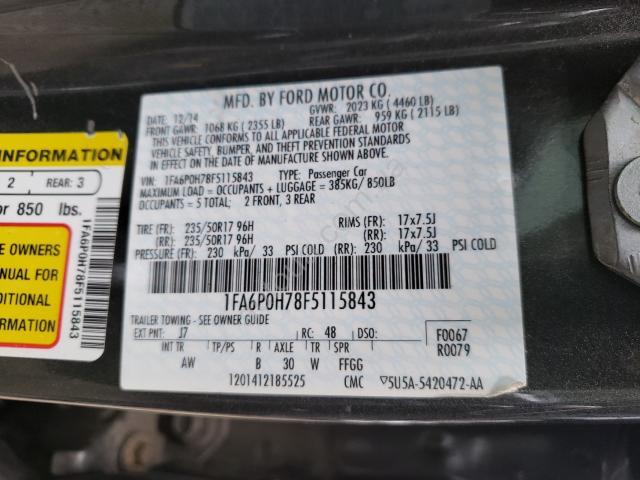 MFD. BY FORD MOTOR CO.
DATE: 12/14 GVWR: 2023 KG ( 4460 LB)
FRONT GAWR: 1068 KG ( 2355 LB) REAR GAWR: 959 KG ( 2115 LB)
THIS VEHICLE CONFORMS TO ALL APPLICABLE FEDERAL MOTOR
VEHICLE SAFETY, BUMPER, AND THEFT PREVENTION STANDARDS
IN EFFECT ON THE DATE OF MANUFACTURE SHOWN ABOVE.
VIN: 1FA6P0H78F5115843 TYPE: Passenger Car
MAXIMUM LOAD = OCCUPANTS + LUGGAGE = 385KG/ 850LB
OCCUPANTS = 5 TOTAL; 2 FRONT, 3 REAR
TIRE (FR): 235/50R17 96H RIMS (FR): 17x7.5J
(RR): 235/50R17 96H (RR): 17x7.5J
PRESSURE (FR): 230 kPa/ 33 PSI COLD (RR): 230 kPa/ 33 PSI COLD
1FA6P0H78F5115843
TRAILER TOWING - SEE OWNER GUIDE
EXT PNT: J7 RC: 48 DSO: F0067
R0079
INT TR TP/PS R AXLE TR SPR
AW B 30 W FFGG
1201412185525 CMC 5U5A-5420472-AA
INFORMATION
2 REAR: 3
or 850 lbs.
E OWNERS
NUAL FOR
DITIONAL
RMATION
1FA6P0H78F5115843